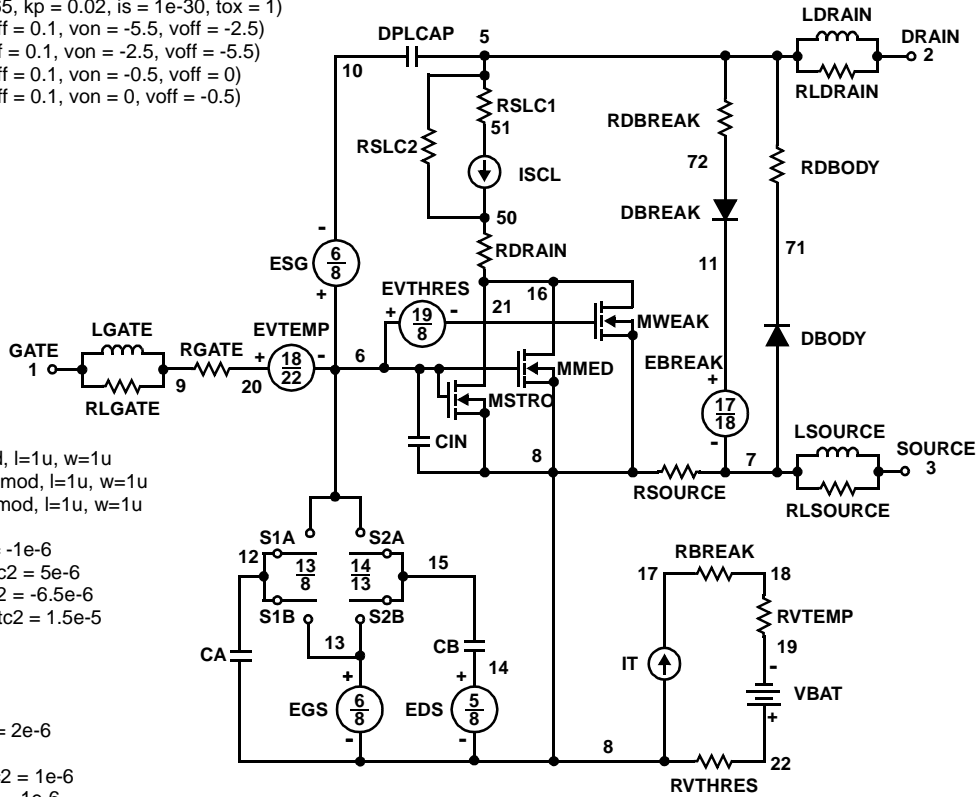 65, kp = 0.02, is = 1e-30, tox = 1)
ff = 0.1, von = -5.5, voff = -2.5)
f = 0.1, von = -2.5, voff = -5.5)
ff = 0.1, von = -0.5, voff = 0)
ff = 0.1, von = 0, voff = -0.5)
DPLCAP
5
10
LDRAIN
DRAIN
2
RLDRAIN
RSLC1
51
RSLC2
ISCL
RDBREAK
72
RDBODY
50
DBREAK
RDRAIN
71
11
ESG
6
8
-
+
EVTHRES
16
21
+
19
8
-
MWEAK
LGATE
EVTEMP
GATE
1
RGATE
+
18
22
-
6
9
20
RLGATE
MMED
DBODY
EBREAK
+
17
18
-
MSTRO
CIN
8
LSOURCE
SOURCE
3
7
RSOURCE
RLSOURCE
d, l=1u, w=1u
mod, l=1u, w=1u
mod, l=1u, w=1u
= -1e-6
c2 = 5e-6
2 = -6.5e-6
tc2 = 1.5e-5
= 2e-6
c2 = 1e-6
S1A
S2A
12
13
8
14
13
15
S1B
S2B
13
CA
CB
14
+
+
EGS
6
8
-
EDS
5
8
-
RBREAK
17
18
RVTEMP
19
IT
-
VBAT
+
8
22
RVTHRES